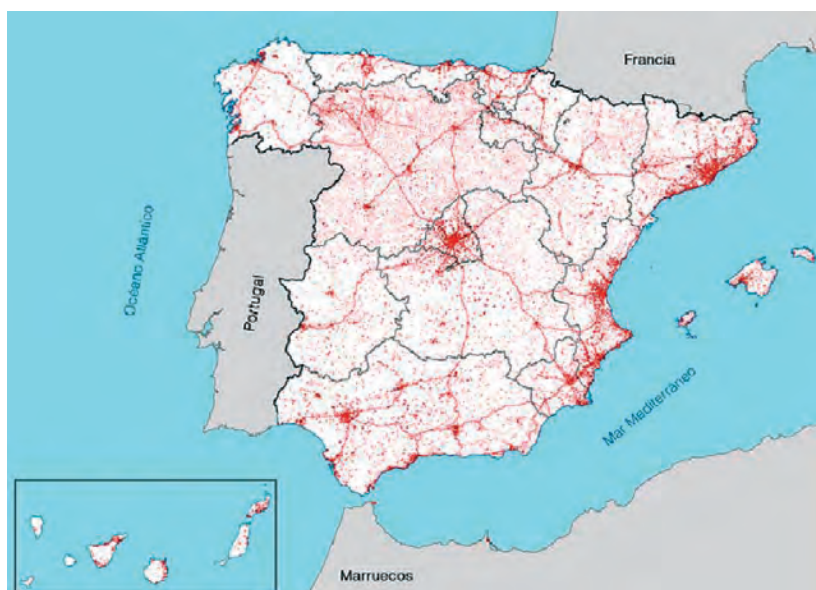 Francia
Océano Atlántico
Portugal
Mar Mediterráneo
Marruecos